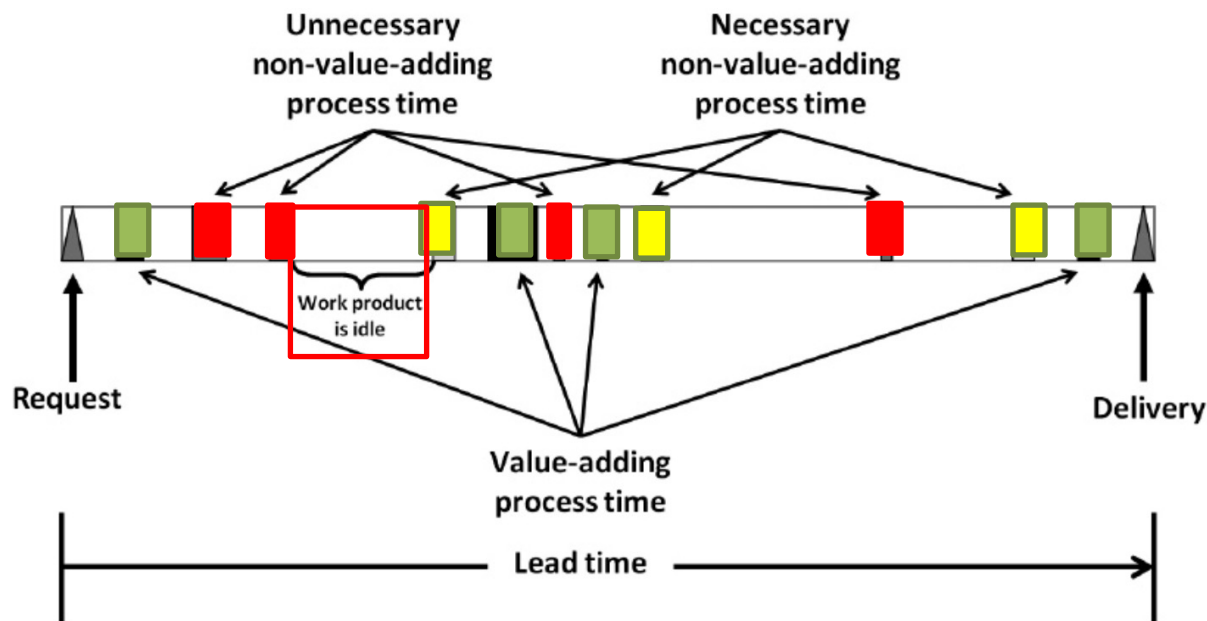 Unnecessary
non-value-adding
process time
Necessary
non-value-adding
process time
Work product
is idle
Request
Delivery
Value-adding
process time
Lead time